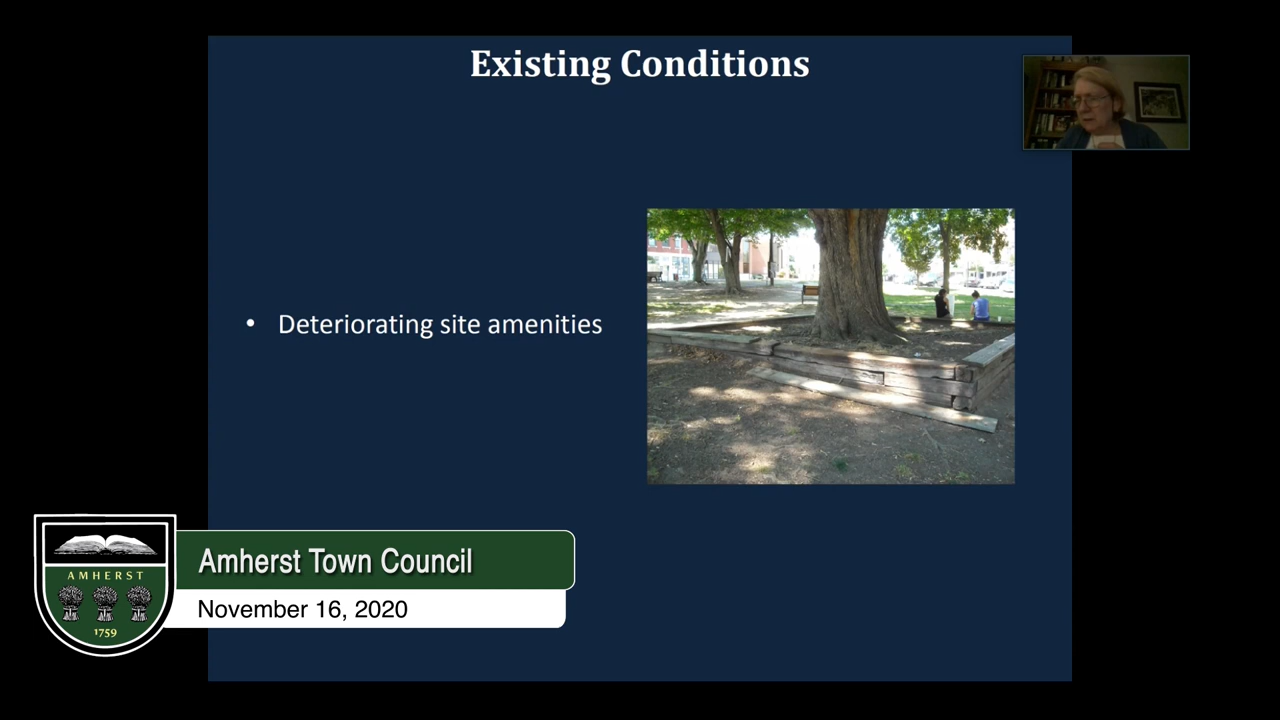 Existing Conditions
• Deteriorating site amenities
Amherst Town Council
AMHERST
November 16, 2020
1759